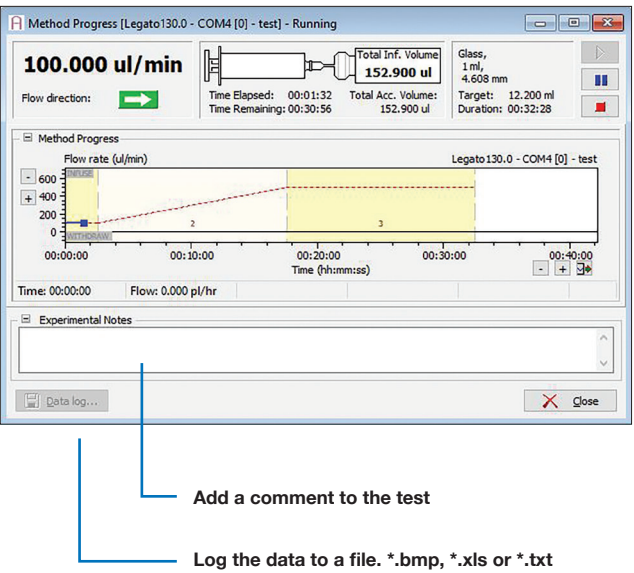 Method Progress [Legato130.0 - COM4 [0] - test] - Running
100.000 ul/min
Flow direction:
Total Inf. Volume
152.900 ul
Time Elapsed: 00:01:32 Total Acc. Volume:
Time Remaining: 00:30:56 152.900 ul
Glass,
1 ml,
4.608 mm
Target: 12.200 ml
Duration: 00:32:28
Method Progress
Flow rate (ul/min) Legato130.0 - COM4 [0] - test
INFUSE
- 600
+ 400
200
0
2 3
WITHDRAW
00:00:00 00:10:00 00:20:00 00:30:00 00:40:00
Time (hh:mm:ss)
- +
Time: 00:00:00 Flow: 0.000 pl/hr
Experimental Notes
Data log... Close
Add a comment to the test
Log the data to a file. *.bmp, *.xls or *.txt